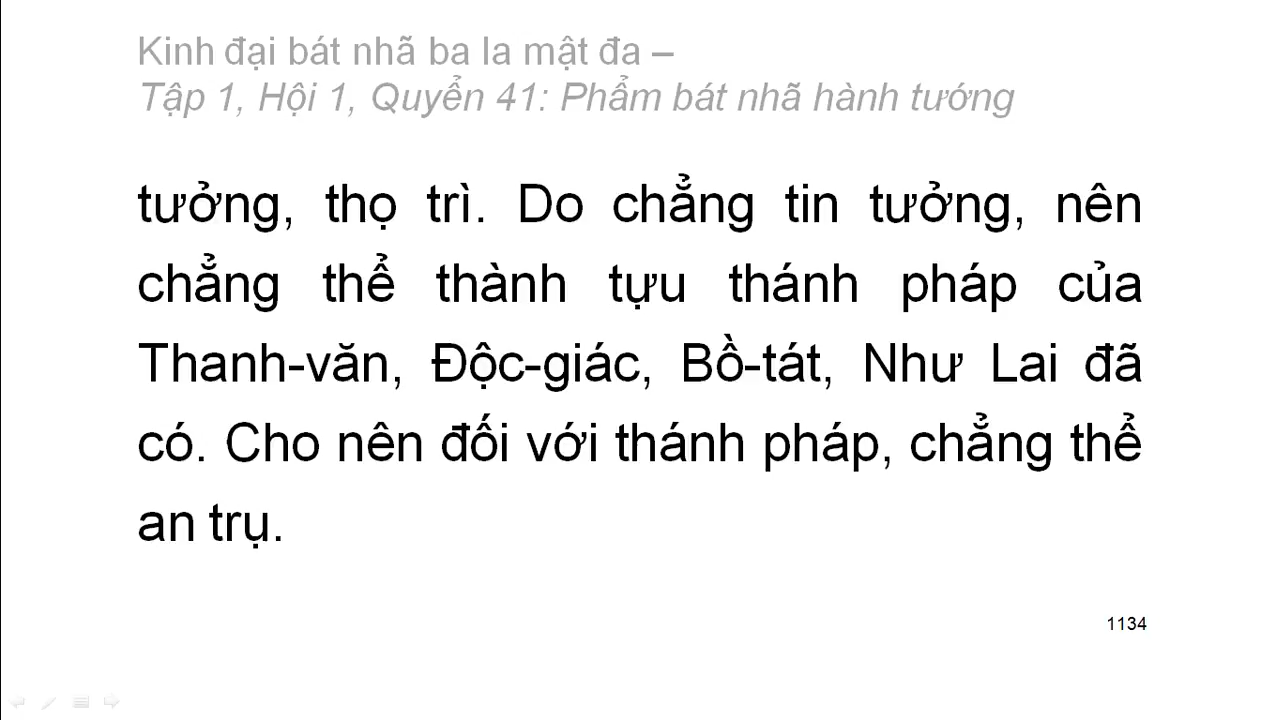 Kinh đại bát nhã ba la mật đa –
Tập 1, Hội 1, Quyển 41: Phẩm bát nhã hành tướng
tưởng, thọ trì. Do chẳng tin tưởng, nên
chẳng thể thành tựu thánh pháp của
Thanh-văn, Độc-giác, Bồ-tát, Như Lai đã
có. Cho nên đối với thánh pháp, chẳng thể
an trụ.
1134